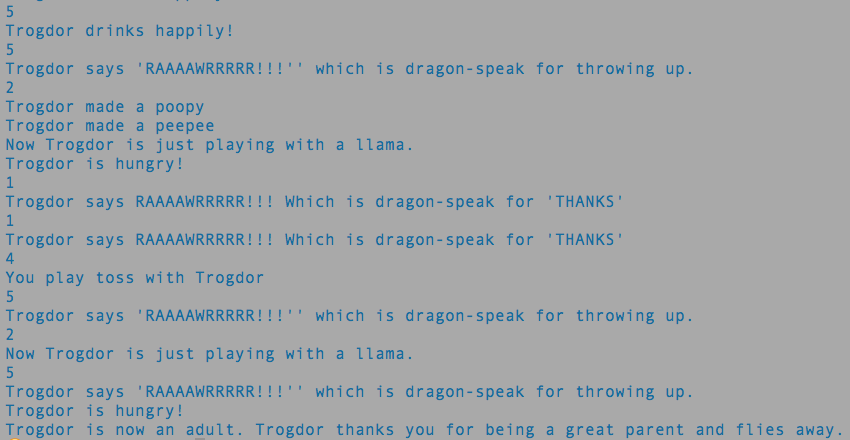 5
Trogdor drinks happily!
5
Trogdor says 'RAAAAWRRRRR!!!'' which is dragon-speak for throwing up.
2
Trogdor made a poopy
Trogdor made a peepee
Now Trogdor is just playing with a llama.
Trogdor is hungry!
1
Trogdor says RAAAAWRRRRR!!! Which is dragon-speak for 'THANKS'
1
Trogdor says RAAAAWRRRRR!!! Which is dragon-speak for 'THANKS'
4
You play toss with Trogdor
5
Trogdor says 'RAAAAWRRRRR!!!'' which is dragon-speak for throwing up.
2
Now Trogdor is just playing with a llama.
5
Trogdor says 'RAAAAWRRRRR!!!'' which is dragon-speak for throwing up.
Trogdor is hungry!
Trogdor is now an adult. Trogdor thanks you for being a great parent and flies away.